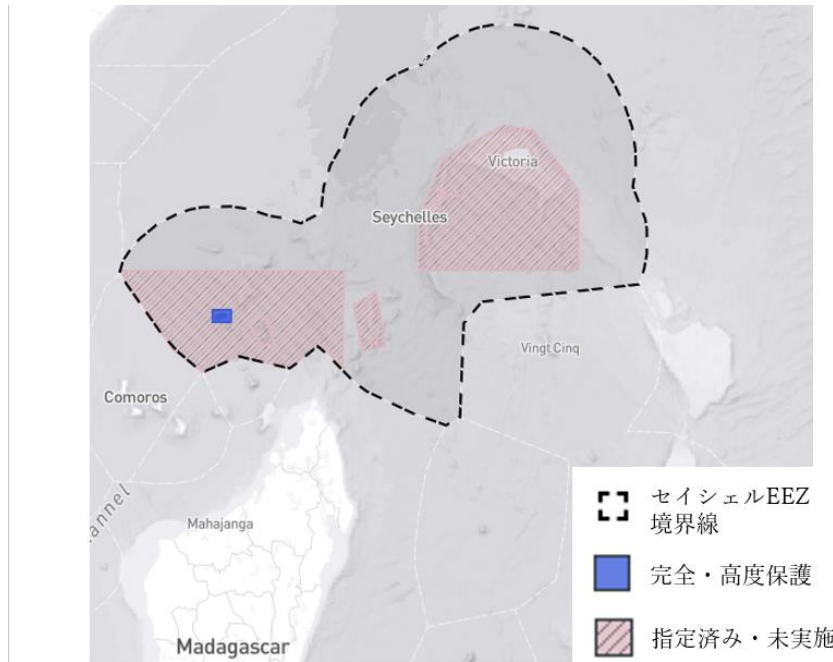 Victoria
Seychelles
Vingt Cinq
Comoros
annel
Mahajanga
Madagascar
セイシェルEEZ
境界線
完全・高度保護
指定済み・未実施